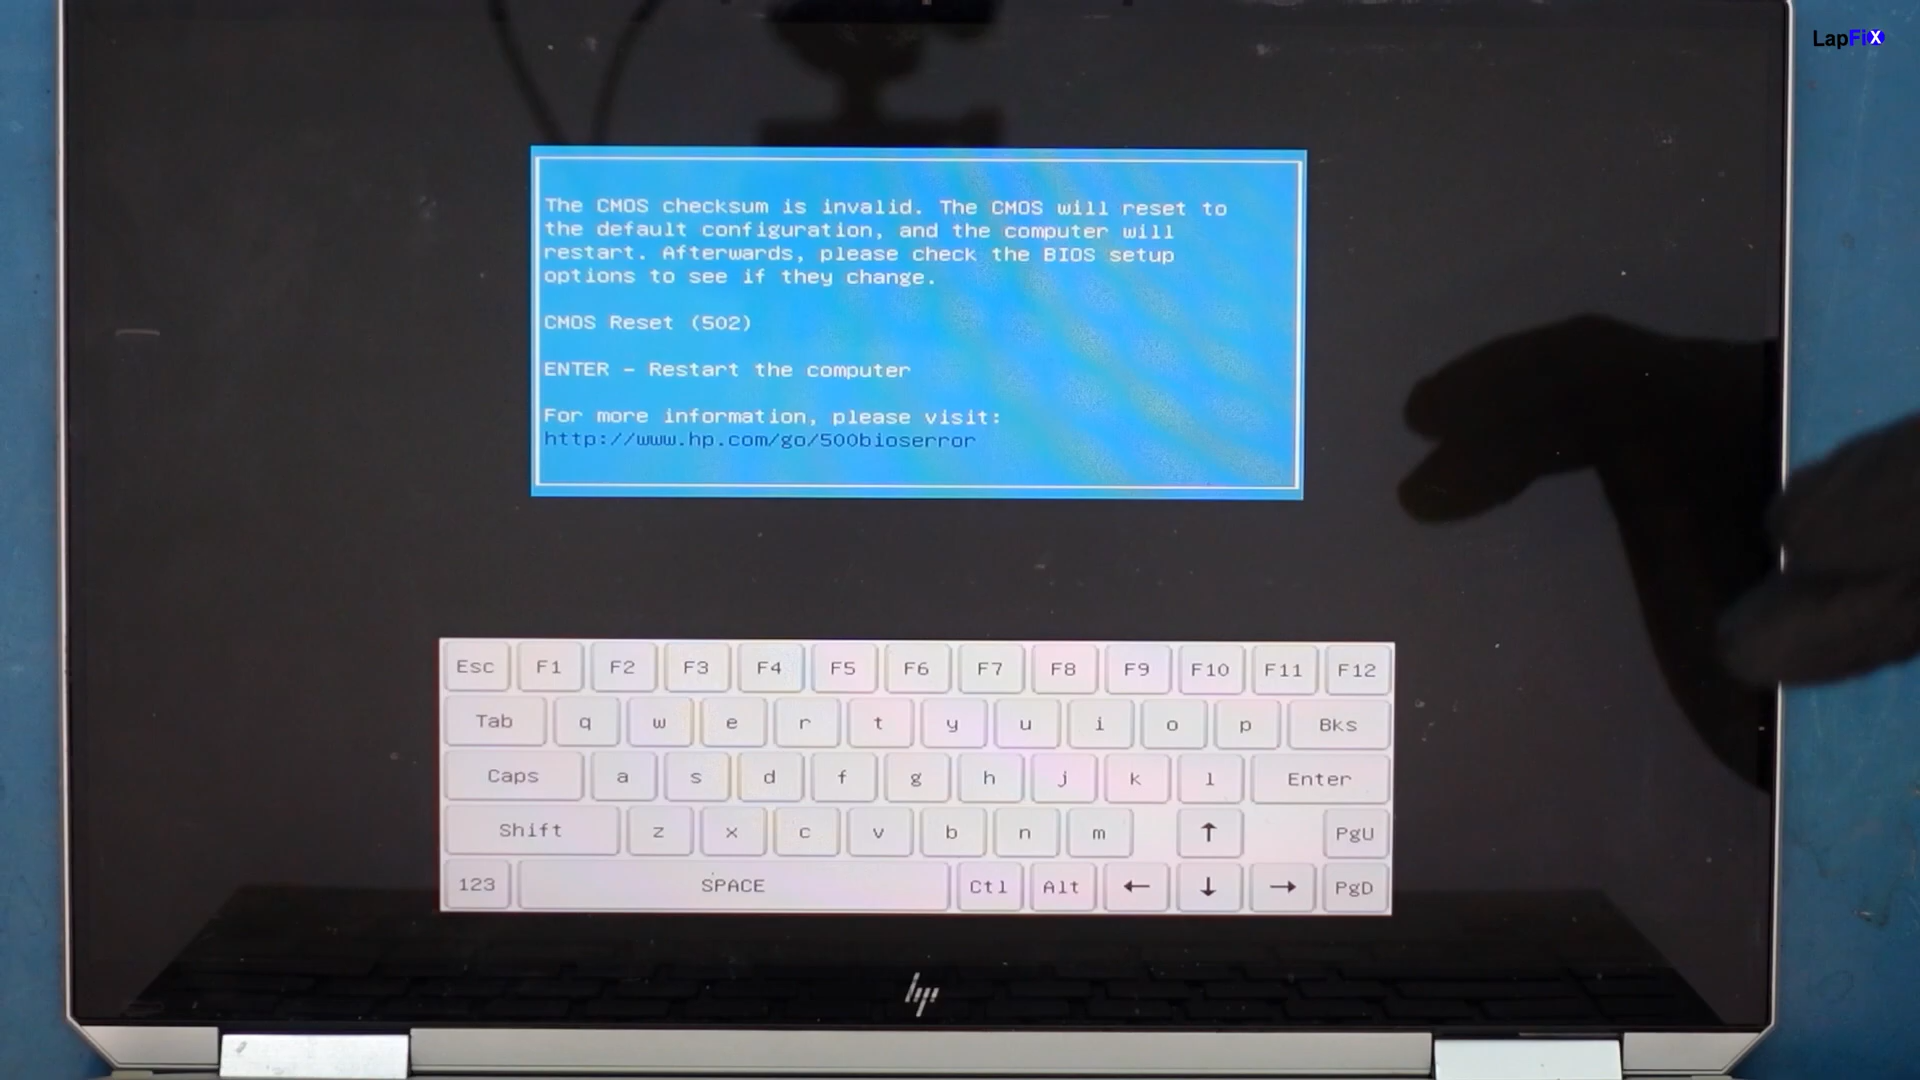 LapFiX
The CMOS checksum is invalid. The CMOS will reset to
the default configuration, and the computer will
restart. Afterwards, please check the BIOS setup
options to see if they change.
CMOS Reset (502)
ENTER - Restart the computer
For more information, please visit:
http://www.hp.com/go/500bioserror
Esc F1 F2 F3 F4 F5 F6 F7 F8 F9 F10 F11 F12
Tab q w e r t y u i o p Bks
Caps a s d f g h j k l Enter
Shift z x c v b n m ↑ PgU
123 SPACE Ctl Alt ← ↓ → PgD
hp